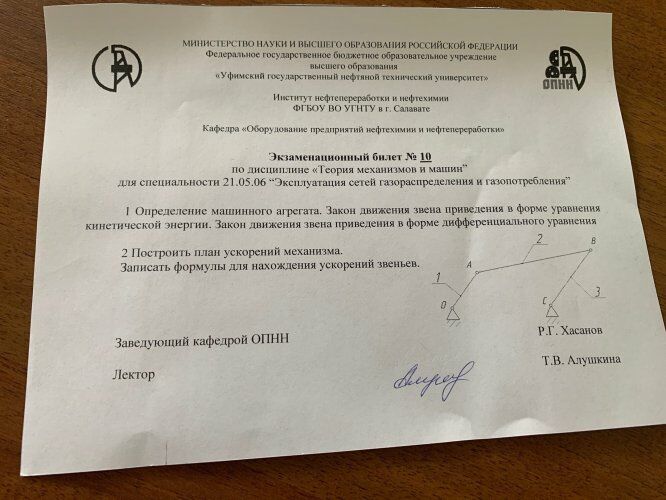 МИНИСТЕРСТВО НАУКИ И ВЫСШЕГО ОБРАЗОВАНИЯ РОССИЙСКОЙ ФЕДЕРАЦИИ
Федеральное государственное бюджетное образовательное учреждение
высшего образования
«Уфимский государственный нефтяной технический университет»
ОПНН
Институт нефтепереработки и нефтехимии
ФГБОУ ВО УГНТУ в г. Салавате
Кафедра «Оборудование предприятий нефтехимии и нефтепереработки»
Экзаменационный билет № 10
по дисциплине «Теория механизмов и машин”
для специальности 21.05.06 “Эксплуатация сетей газораспределения и газопотребления”
1 Определение машинного агрегата. Закон движения звена приведения в форме уравнения
кинетической энергии. Закон движения звена приведения в форме дифференциального уравнения
2 Построить план ускорений механизма.
Записать формулы для нахождения ускорений звеньев.
A
2
B
1
O
C
3
Заведующий кафедрой ОПНН
Р.Г. Хасанов
Лектор
Т.В. Алушкина